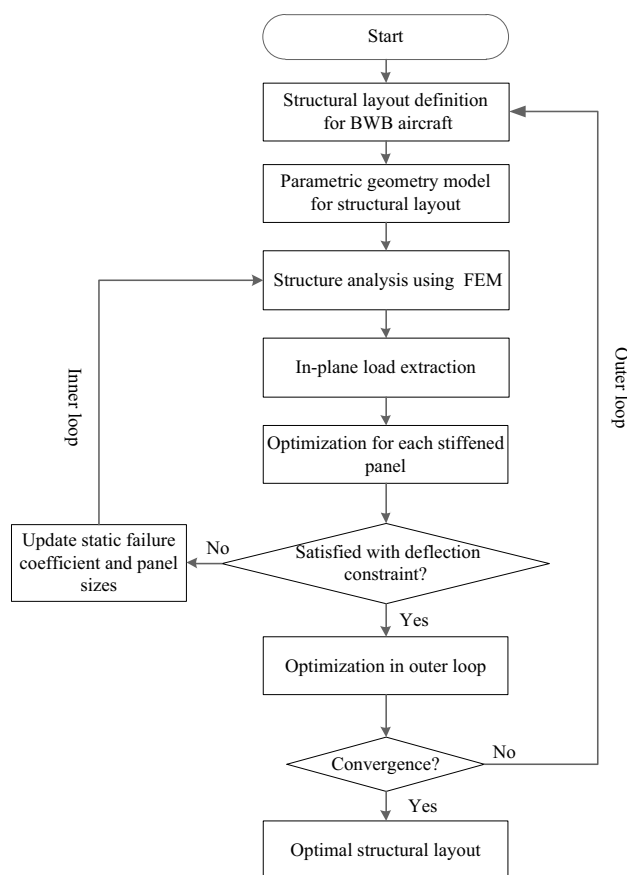 Start
Structural layout definition
for BWB aircraft
Parametric geometry model
for structural layout
Structure analysis using FEM
In-plane load extraction
Optimization for each stiffened
panel
Inner loop
Outer loop
Update static failure
coefficient and panel
sizes
No
Satisfied with deflection
constraint?
Yes
Optimization in outer loop
Convergence?
No
Yes
Optimal structural layout